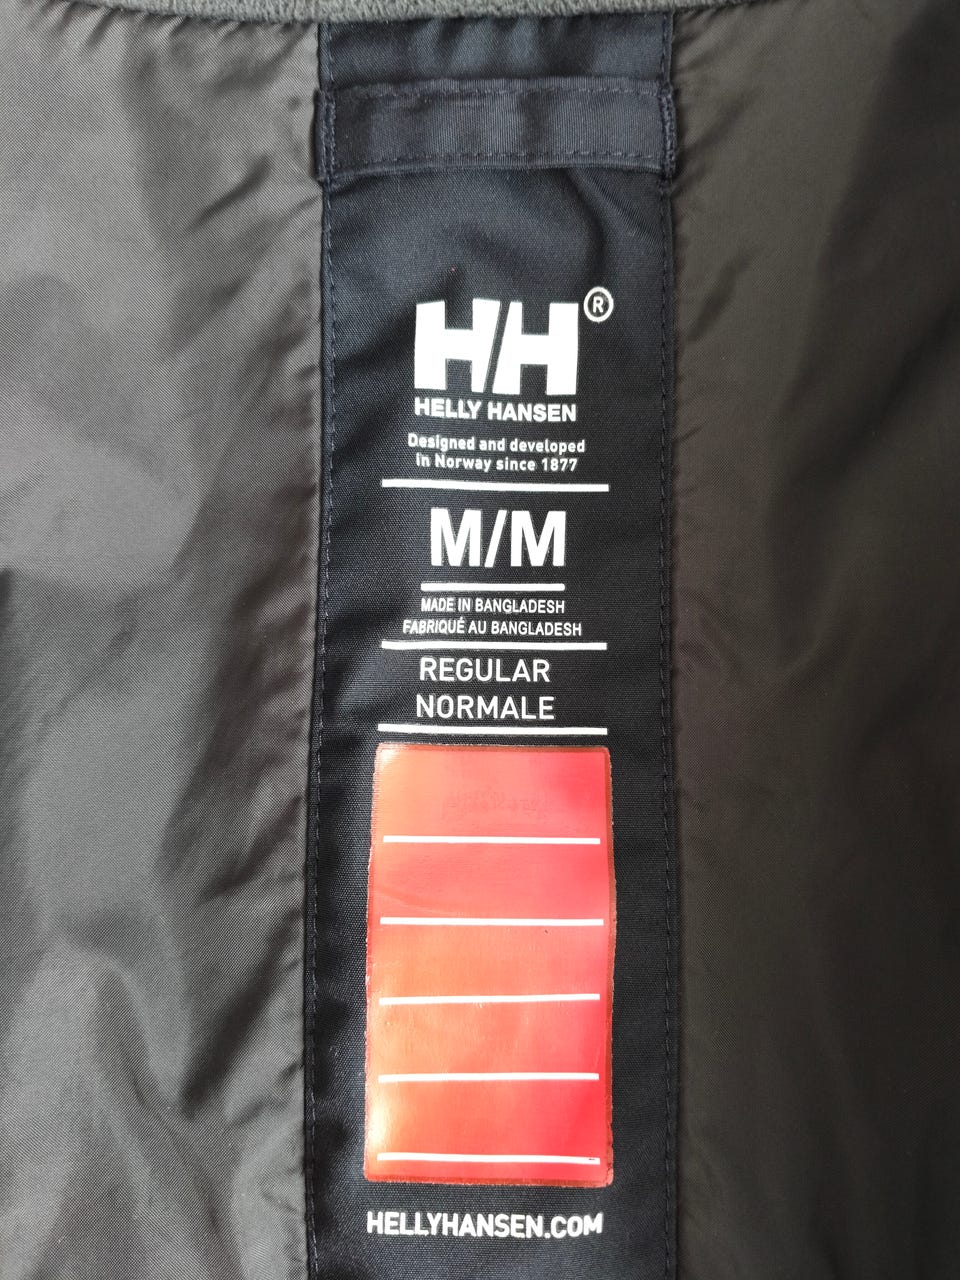 HH®
HELLY HANSEN
Designed and developed
in Norway since 1877
M/M
MADE IN BANGLADESH
FABRIQUÉ AU BANGLADESH
REGULAR
NORMALE
HELLYHANSEN.COM